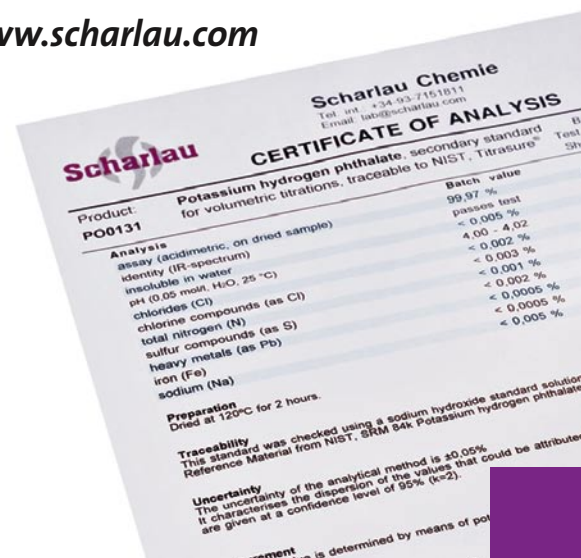 ww.scharlau.com
Scharlau Chemie
Tel. int.: +34-93-7151811
Email: lab@scharlau.com
Scharlau
CERTIFICATE OF ANALYSIS
Product:
PO0131
Potassium hydrogen phthalate, secondary standard
for volumetric titrations, traceable to NIST, Titrasure®
Analysis Batch value
assay (acidimetric, on dried sample) 99,97 %
identity (IR-spectrum) passes test
insoluble in water < 0,005 %
pH (0,05 mol/l, H₂O, 25 °C) 4,00 - 4,02
chlorides (Cl) < 0,002 %
chlorine compounds (as Cl) < 0,003 %
total nitrogen (N) < 0,001 %
sulfur compounds (as S) < 0,002 %
heavy metals (as Pb) < 0,0005 %
iron (Fe) < 0,0005 %
sodium (Na) < 0,005 %
Preparation
Dried at 120ºC for 2 hours.
Traceability
This standard was checked using a sodium hydroxide standard solution
Reference Material from NIST, SRM 84k Potassium hydrogen phthalate
Uncertainty
The uncertainty of the analytical method is ±0,05%
It characterises the dispersion of the values that could be attribute
are given at a confidence level of 95% (k=2).
is determined by means of pot